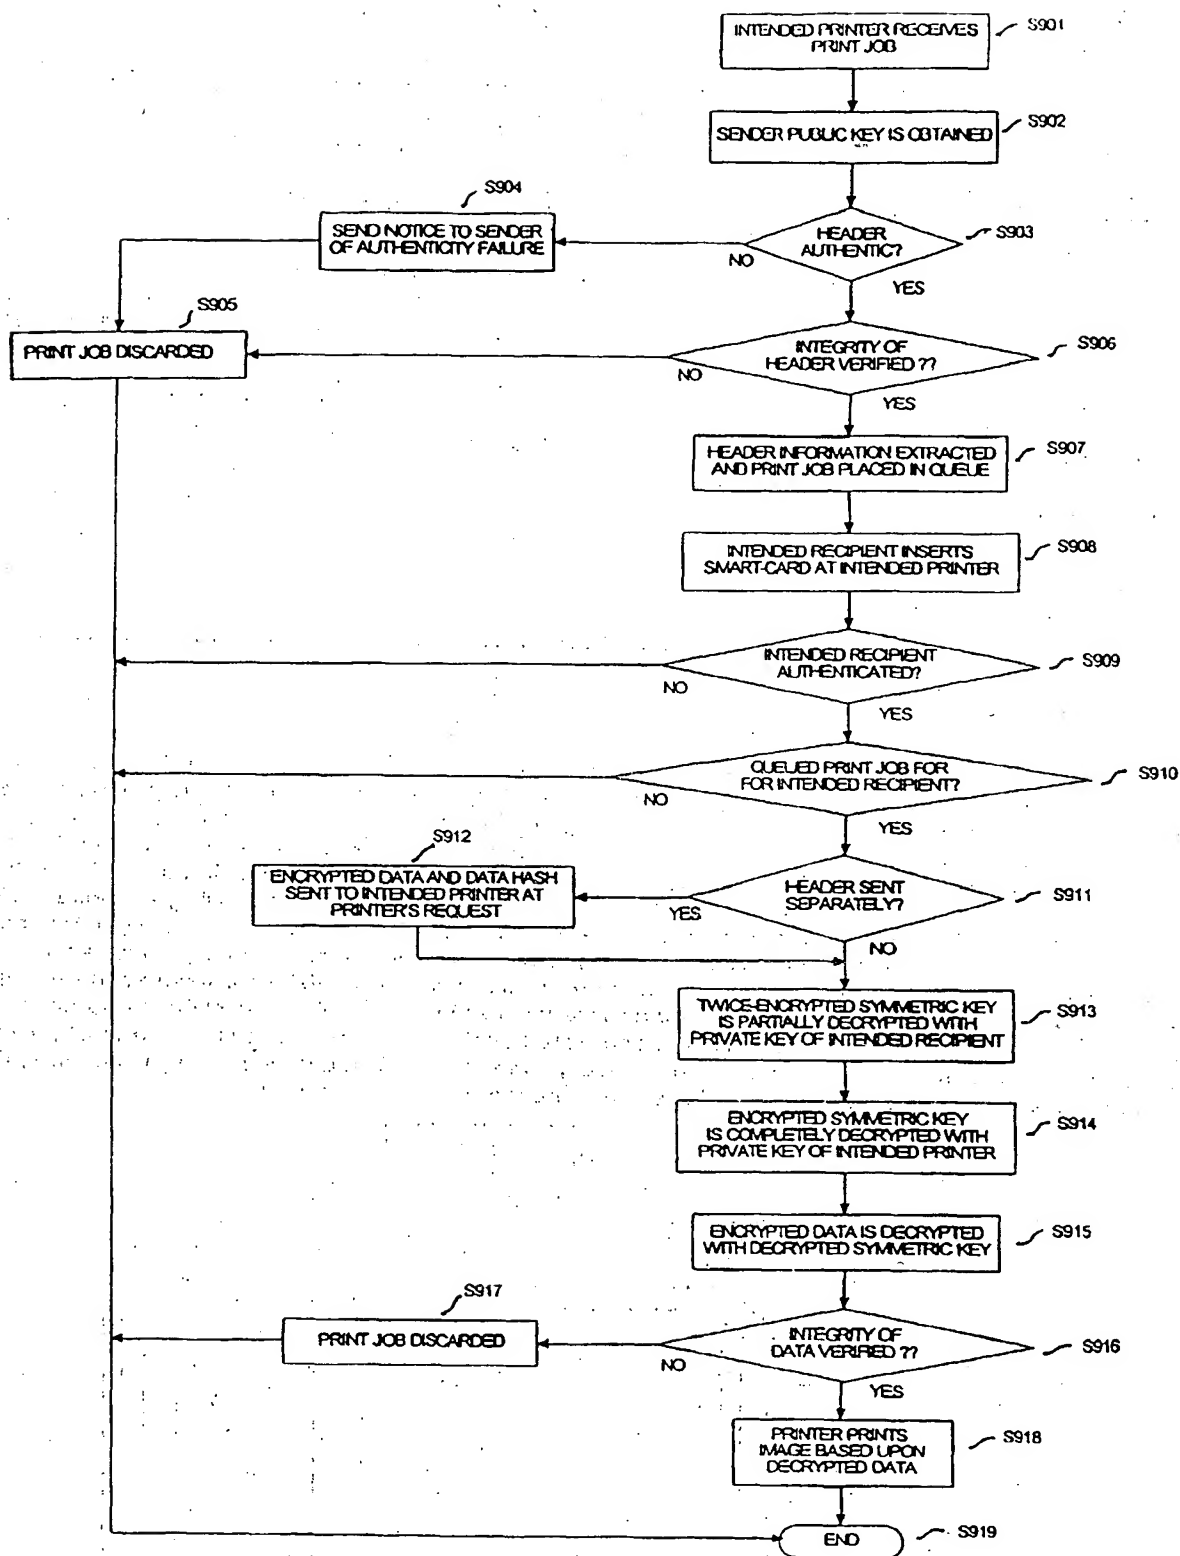 INTENDED PRINTER RECEIVES
PRINT JOB
S901
SENDER PUBLIC KEY IS OBTAINED
S902
S904
SEND NOTICE TO SENDER
OF AUTHENTICITY FAILURE
HEADER
AUTHENTIC?
S903
NO
YES
S905
PRINT JOB DISCARDED
INTEGRITY OF
HEADER VERIFIED ??
S906
NO
YES
HEADER INFORMATION EXTRACTED
AND PRINT JOB PLACED IN QUEUE
S907
INTENDED RECIPIENT INSERTS
SMART-CARD AT INTENDED PRINTER
S908
INTENDED RECIPIENT
AUTHENTICATED?
S909
NO
YES
QUEUED PRINT JOB FOR
FOR INTENDED RECIPIENT?
S910
NO
YES
S912
ENCRYPTED DATA AND DATA HASH
SENT TO INTENDED PRINTER AT
PRINTER'S REQUEST
HEADER SENT
SEPARATELY?
S911
YES
NO
TWICE-ENCRYPTED SYMMETRIC KEY
IS PARTIALLY DECRYPTED WITH
PRIVATE KEY OF INTENDED RECIPIENT
S913
ENCRYPTED SYMMETRIC KEY
IS COMPLETELY DECRYPTED WITH
PRIVATE KEY OF INTENDED PRINTER
S914
ENCRYPTED DATA IS DECRYPTED
WITH DECRYPTED SYMMETRIC KEY
S915
S917
PRINT JOB DISCARDED
INTEGRITY OF
DATA VERIFIED ??
S916
NO
YES
PRINTER PRINTS
IMAGE BASED UPON
DECRYPTED DATA
S918
END
S919